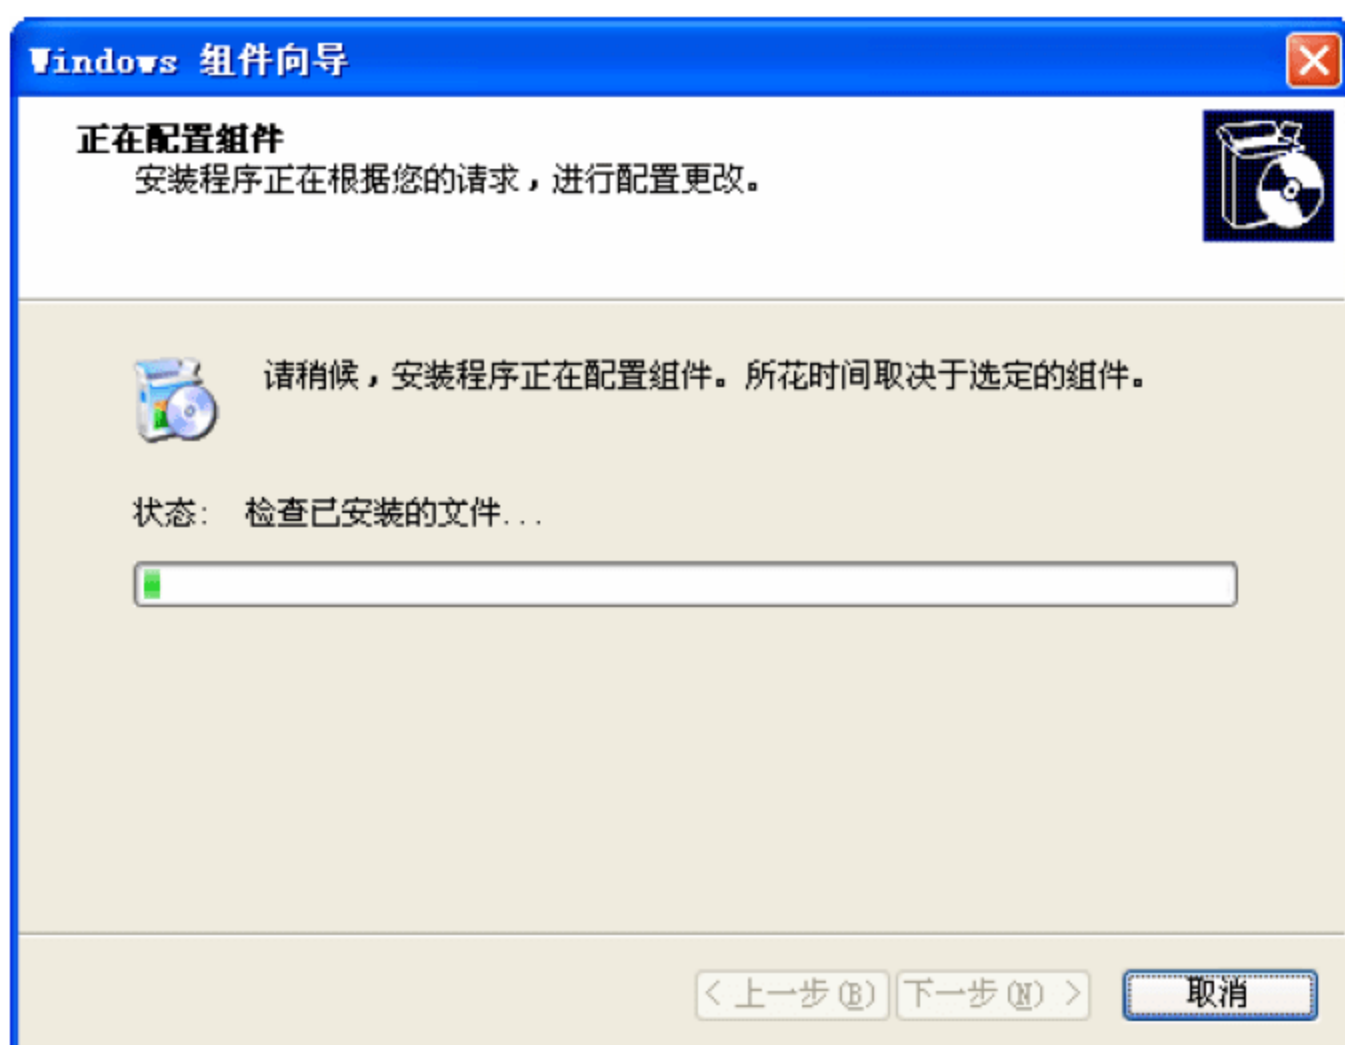 Windows 组件向导
正在配置组件
安装程序正在根据您的请求，进行配置更改。
请稍候，安装程序正在配置组件。所花时间取决于选定的组件。
状态: 检查已安装的文件...
< 上一步(B) 下一步(N) > 取消